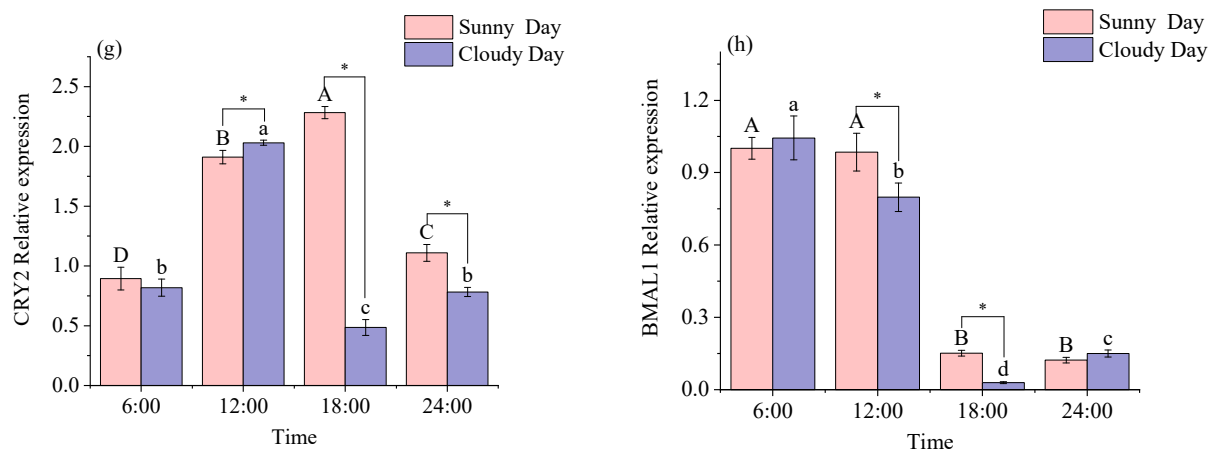 (g)
Sunny Day
Cloudy Day
CRY2 Relative expression
2.5
2.0
1.5
1.0
0.5
0.0
D
b
*
B
a
*
A
c
*
C
b
6:00
12:00
18:00
24:00
Time
(h)
Sunny Day
Cloudy Day
BMAL1 Relative expression
1.2
0.9
0.6
0.3
0.0
A
a
*
A
b
*
B
d
B
c
6:00
12:00
18:00
24:00
Time